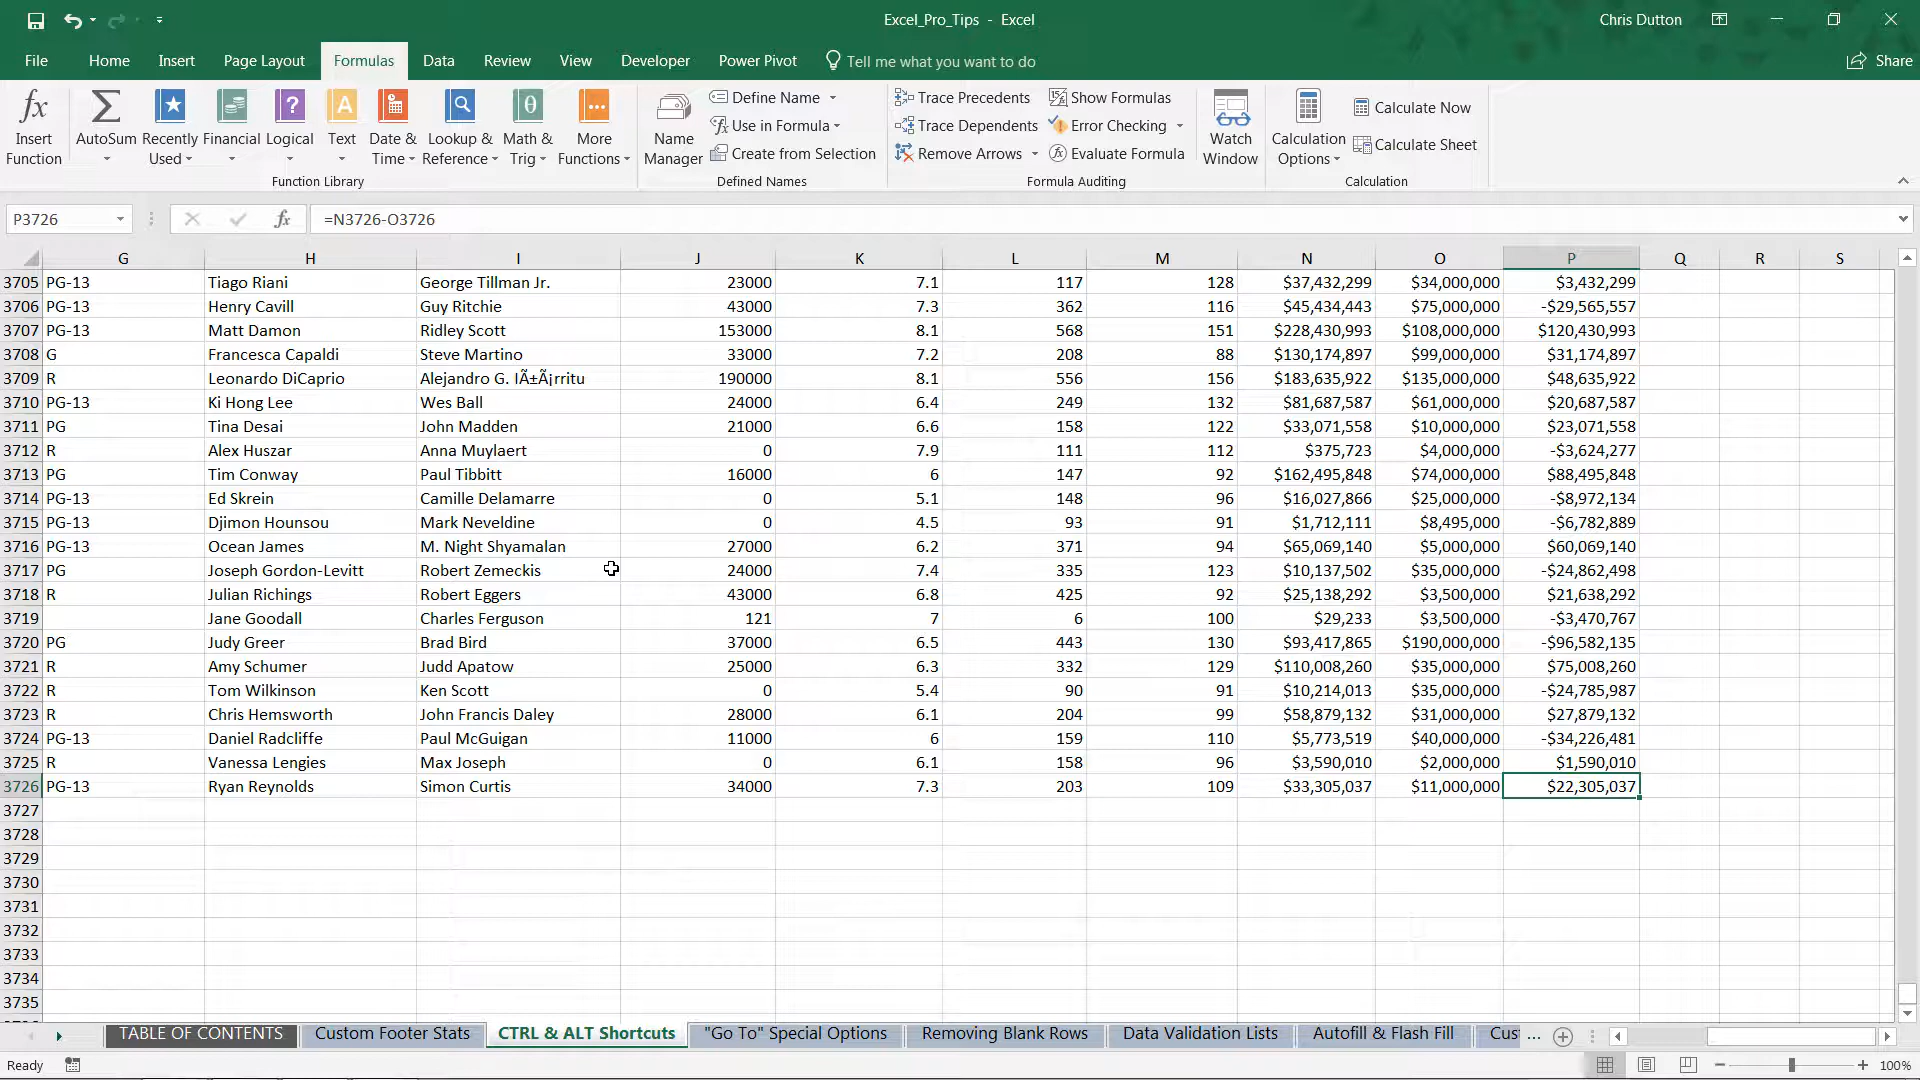 Excel_Pro_Tips - Excel
Chris Dutton
File Home Insert Page Layout Formulas Data Review View Developer Power Pivot Tell me what you want to do Share
fx Σ ? A θ
Insert Function
AutoSum
Recently Used
Financial
Logical
Text
Date & Time
Lookup & Reference
Math & Trig
More Functions
Function Library
Name Manager
Define Name
Use in Formula
Create from Selection
Defined Names
Trace Precedents
Trace Dependents
Remove Arrows
Show Formulas
Error Checking
Evaluate Formula
Formula Auditing
Watch Window
Calculation Options
Calculate Now
Calculate Sheet
Calculation
P3726 fx =N3726-O3726
G H I J K L M N O P Q R S
3705 PG-13 Tiago Riani George Tillman Jr. 23000 7.1 117 128 $37,432,299 $34,000,000 $3,432,299
3706 PG-13 Henry Cavill Guy Ritchie 43000 7.3 362 116 $45,434,443 $75,000,000 -$29,565,557
3707 PG-13 Matt Damon Ridley Scott 153000 8.1 568 151 $228,430,993 $108,000,000 $120,430,993
3708 G Francesca Capaldi Steve Martino 33000 7.2 208 88 $130,174,897 $99,000,000 $31,174,897
3709 R Leonardo DiCaprio Alejandro G. IÃ±Ã¡rritu 190000 8.1 556 156 $183,635,922 $135,000,000 $48,635,922
3710 PG-13 Ki Hong Lee Wes Ball 24000 6.4 249 132 $81,687,587 $61,000,000 $20,687,587
3711 PG Tina Desai John Madden 21000 6.6 158 122 $33,071,558 $10,000,000 $23,071,558
3712 R Alex Huszar Anna Muylaert 0 7.9 111 112 $375,723 $4,000,000 -$3,624,277
3713 PG Tim Conway Paul Tibbitt 16000 6 147 92 $162,495,848 $74,000,000 $88,495,848
3714 PG-13 Ed Skrein Camille Delamarre 0 5.1 148 96 $16,027,866 $25,000,000 -$8,972,134
3715 PG-13 Djimon Hounsou Mark Neveldine 0 4.5 93 91 $1,712,111 $8,495,000 -$6,782,889
3716 PG-13 Ocean James M. Night Shyamalan 27000 6.2 371 94 $65,069,140 $5,000,000 $60,069,140
3717 PG Joseph Gordon-Levitt Robert Zemeckis 24000 7.4 335 123 $10,137,502 $35,000,000 -$24,862,498
3718 R Julian Richings Robert Eggers 43000 6.8 425 92 $25,138,292 $3,500,000 $21,638,292
3719 Jane Goodall Charles Ferguson 121 7 6 100 $29,233 $3,500,000 -$3,470,767
3720 PG Judy Greer Brad Bird 37000 6.5 443 130 $93,417,865 $190,000,000 -$96,582,135
3721 R Amy Schumer Judd Apatow 25000 6.3 332 129 $110,008,260 $35,000,000 $75,008,260
3722 R Tom Wilkinson Ken Scott 0 5.4 90 91 $10,214,013 $35,000,000 -$24,785,987
3723 R Chris Hemsworth John Francis Daley 28000 6.1 204 99 $58,879,132 $31,000,000 $27,879,132
3724 PG-13 Daniel Radcliffe Paul McGuigan 11000 6 159 110 $5,773,519 $40,000,000 -$34,226,481
3725 R Vanessa Lengies Max Joseph 0 6.1 158 96 $3,590,010 $2,000,000 $1,590,010
3726 PG-13 Ryan Reynolds Simon Curtis 34000 7.3 203 109 $33,305,037 $11,000,000 $22,305,037
3727
3728
3729
3730
3731
3732
3733
3734
3735
TABLE OF CONTENTS Custom Footer Stats CTRL & ALT Shortcuts "Go To" Special Options Removing Blank Rows Data Validation Lists Autofill & Flash Fill Cus ...
Ready 100%